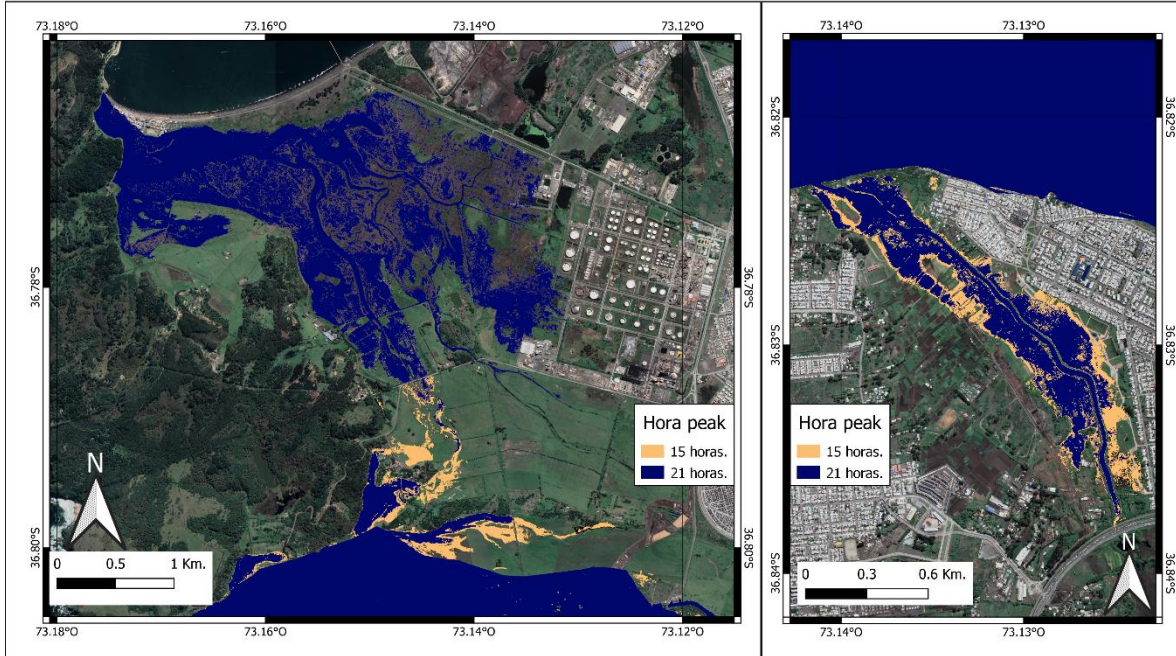 73.18°O 73.16°O 73.14°O 73.12°O
36.78°S 36.78°S
36.80°S 36.80°S
Hora peak
15 horas.
21 horas.
N
0 0.5 1 Km.
73.18°O 73.16°O 73.14°O 73.12°O
73.14°O 73.13°O
36.82°S 36.82°S
36.83°S 36.83°S
36.84°S 36.84°S
Hora peak
15 horas.
21 horas.
N
0 0.3 0.6 Km.
73.14°O 73.13°O